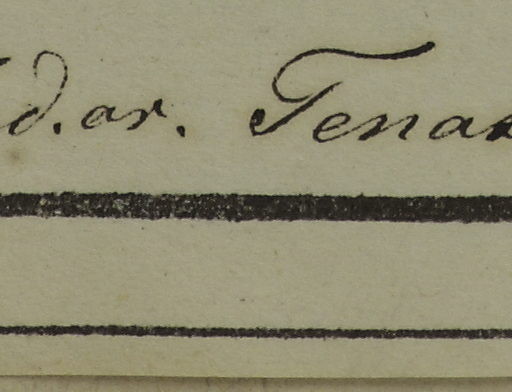 d. ar. Tena